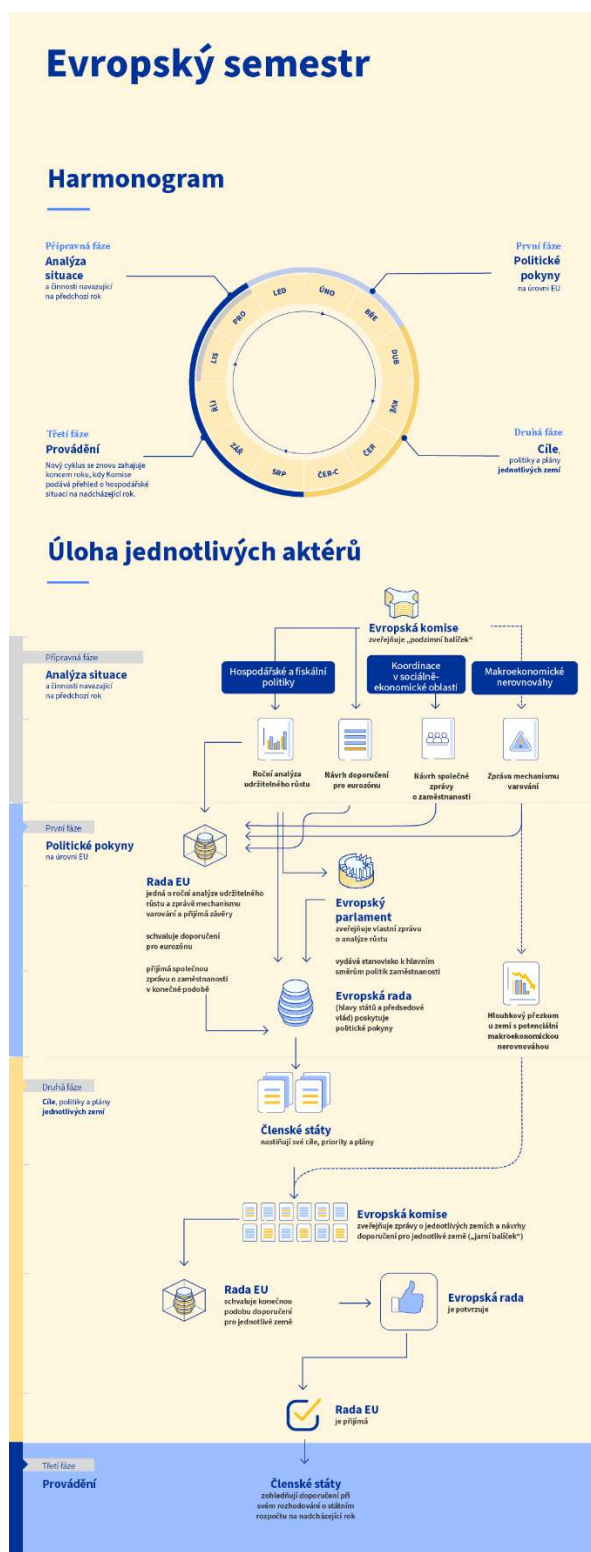 Evropský semestr
Harmonogram
Přípravná fáze
Analýza
situace
a činnosti navazující
na předchozí rok
První fáze
Politické
pokyny
na úrovni EU
LED
ÚNO
BŘE
DUB
KVĚ
ČER
ČER-C
SRP
ZÁŘ
ŘÍJ
LIS
PRO
Třetí fáze
Provádění
Nový cyklus se znovu zahajuje
koncem roku, kdy Komise
podává přehled o hospodářské
situaci na nadcházející rok.
Druhá fáze
Cíle,
politiky a plány
jednotlivých zemí
Úloha jednotlivých aktérů
Evropská komise
zveřejňuje „podzimní balíček“
Přípravná fáze
Analýza situace
a činnosti navazující
na předchozí rok
Hospodářské a fiskální
politiky
Koordinace
v sociálně-
ekonomické oblasti
Makroekonomické
nerovnováhy
Roční analýza
udržitelného růstu
Návrh doporučení
pro eurozónu
Návrh společné
zprávy
o zaměstnanosti
Zpráva mechanismu
varování
První fáze
Politické pokyny
na úrovni EU
Rada EU
jedná o roční analýze udržitelného
růstu a zprávě mechanismu
varování a přijímá závěry
schvaluje doporučení
pro eurozónu
přijímá společnou
zprávu o zaměstnanosti
v konečné podobě
Evropský
parlament
zveřejňuje vlastní zprávu
o analýze růstu
vydává stanovisko k hlavním
směrům politik zaměstnanosti
Evropská rada
(hlavy států a předsedové
vlád) poskytuje
politické pokyny
Hloubkový přezkum
u zemí s potenciální
makroekonomickou
nerovnováhou
Druhá fáze
Cíle, politiky a plány
jednotlivých zemí
Členské státy
nastiňují své cíle, priority a plány
Evropská komise
zveřejňuje zprávy o jednotlivých zemích a návrhy
doporučení pro jednotlivé země („jarní balíček“)
Rada EU
schvaluje konečnou
podobu doporučení
pro jednotlivé země
Evropská rada
je potvrzuje
Rada EU
je přijímá
Třetí fáze
Provádění
Členské státy
zohledňují doporučení při
svém rozhodování o státním
rozpočtu na nadcházející rok